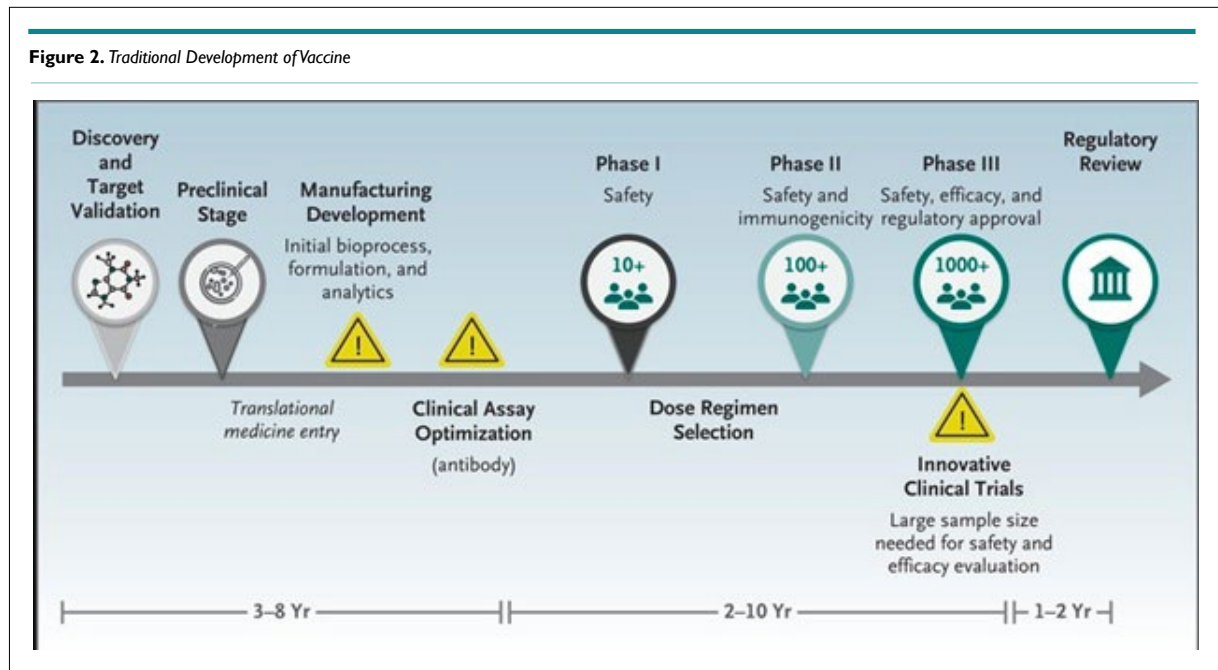 Figure 2. Traditional Development of Vaccine
Discovery
and
Target
Validation
Preclinical
Stage
Manufacturing
Development
Initial bioprocess,
formulation, and
analytics
Phase I
Safety
10+
Phase II
Safety and
immunogenicity
100+
Phase III
Safety, efficacy, and
regulatory approval
1000+
Regulatory
Review
!
!
Translational
medicine entry
Clinical Assay
Optimization
(antibody)
Dose Regimen
Selection
!
Innovative
Clinical Trials
Large sample size
needed for safety and
efficacy evaluation
3–8 Yr
2–10 Yr
1–2 Yr